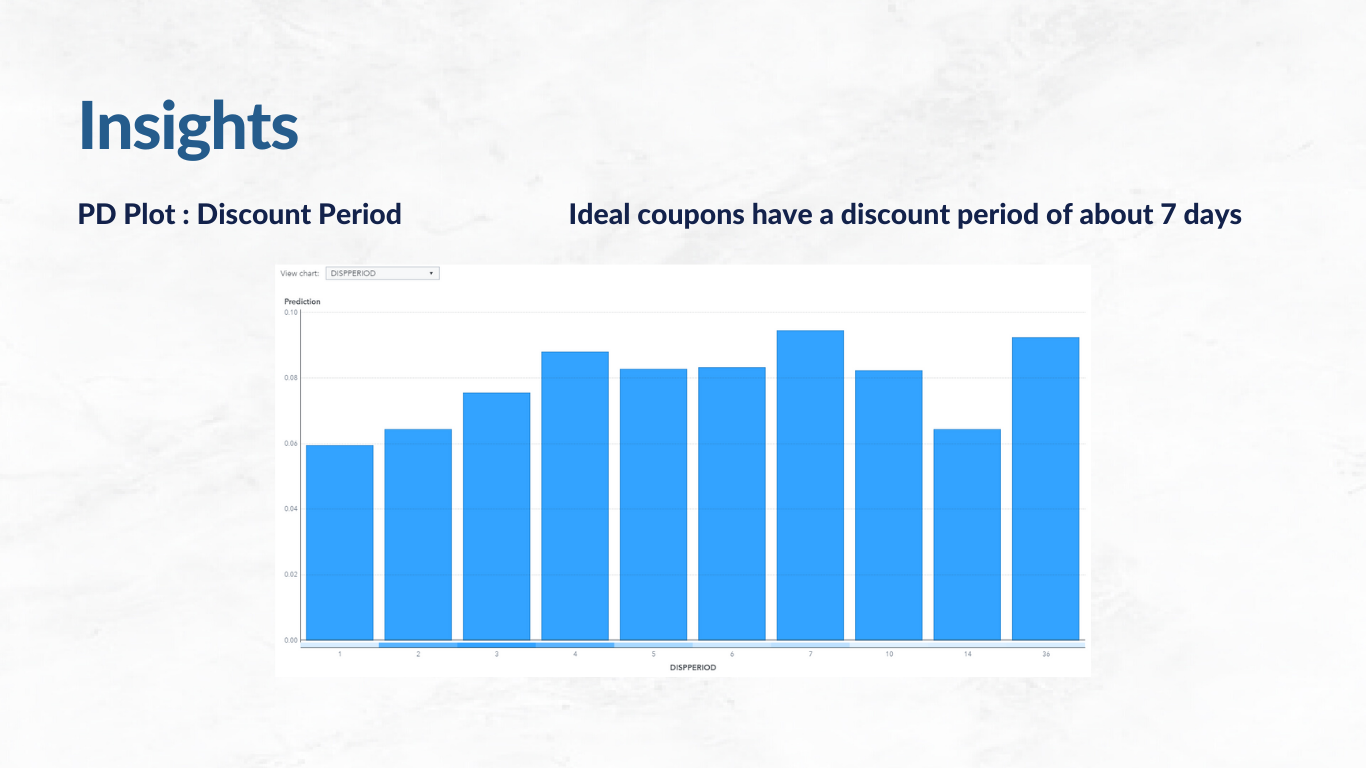 Insights
PD Plot : Discount Period
Ideal coupons have a discount period of about 7 days
View chart: DISPPERIOD
Prediction
0.10
0.08
0.06
0.04
0.02
0.00
1 2 3 4 5 6 7 10 14 36
DISPPERIOD